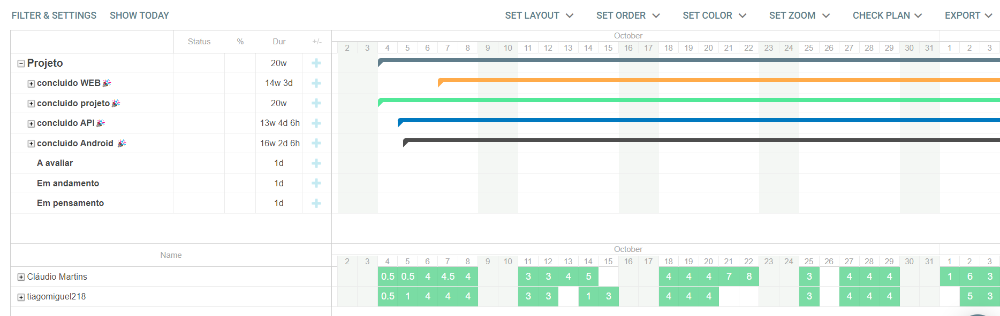 FILTER & SETTINGS SHOW TODAY SET LAYOUT SET ORDER SET COLOR SET ZOOM CHECK PLAN EXPORT
October
Status % Dur +/-
2 3 4 5 6 7 8 9 10 11 12 13 14 15 16 17 18 19 20 21 22 23 24 25 26 27 28 29 30 31 1 2 3
Projeto 20w
concluido WEB🎉 14w 3d
concluido projeto🎉 20w
concluido API🎉 13w 4d 6h
concluído Android 🎉 16w 2d 6h
A avaliar 1d
Em andamento 1d
Em pensamento 1d
October
Name
2 3 4 5 6 7 8 9 10 11 12 13 14 15 16 17 18 19 20 21 22 23 24 25 26 27 28 29 30 31 1 2 3
Cláudio Martins 0.5 0.5 4 4.5 4 3 3 4 5 4 4 4 7 8 3 4 4 4 1 6 3
tiagomiguel218 0.5 1 4 4 4 3 3 1 3 4 4 4 3 4 4 4 5 3